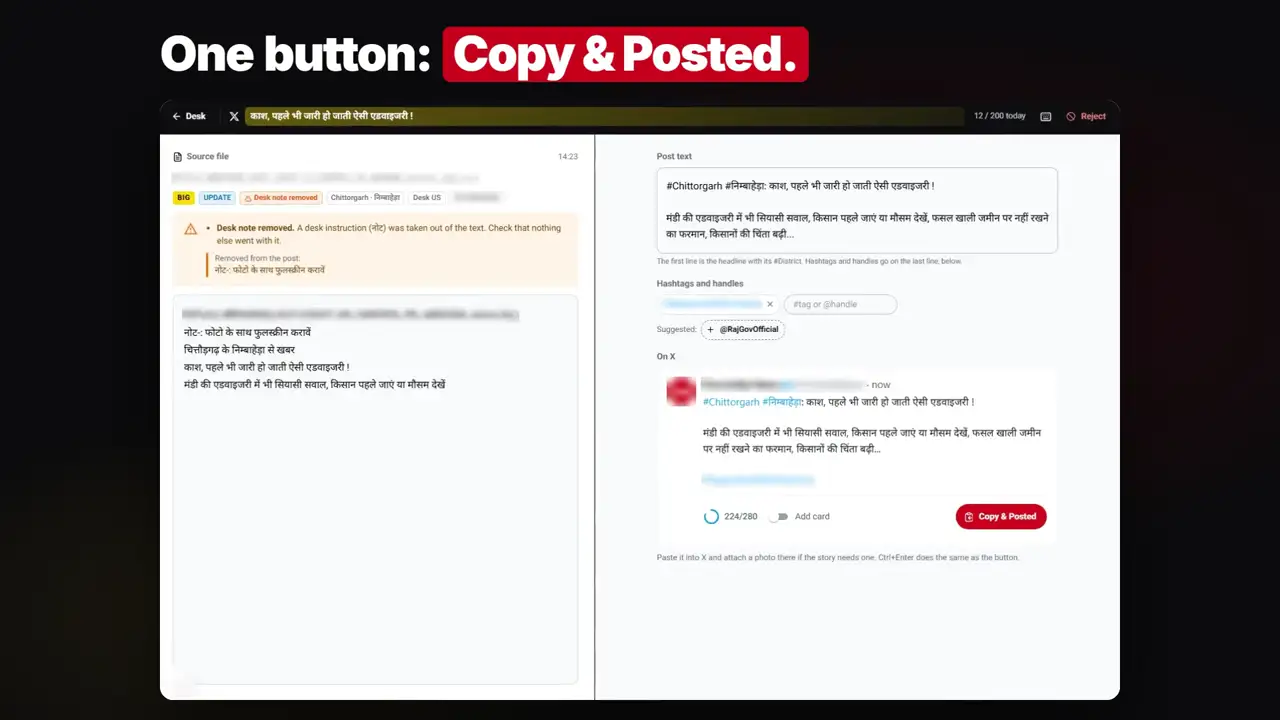 One button: Copy & Posted.
Desk
काश, पहले भी जारी हो जाती ऐसी एडवाइजरी !
12 / 200 today
Reject
Source file
14:23
BIG
UPDATE
Desk note removed
Chittorgarh · निम्बाहेड़ा
Desk US
Desk note removed. A desk instruction (नोट) was taken out of the text. Check that nothing
else went with it.
Removed from the post:
नोट-: फोटो के साथ फुलस्क्रीन करावें
नोट-: फोटो के साथ फुलस्क्रीन करावें
चित्तौड़गढ़ के निम्बाहेड़ा से खबर
काश, पहले भी जारी हो जाती ऐसी एडवाइजरी !
मंडी की एडवाइजरी में भी सियासी सवाल, किसान पहले जाएं या मौसम देखें
Post text
#Chittorgarh #निम्बाहेड़ा: काश, पहले भी जारी हो जाती ऐसी एडवाइजरी !
मंडी की एडवाइजरी में भी सियासी सवाल, किसान पहले जाएं या मौसम देखें, फसल खाली जमीन पर नहीं रखने
का फरमान, किसानों की चिंता बढ़ी...
The first line is the headline with its #District. Hashtags and handles go on the last line, below.
Hashtags and handles
#tag or @handle
Suggested:
+ @RajGovOfficial
On X
- now
#Chittorgarh #निम्बाहेड़ा: काश, पहले भी जारी हो जाती ऐसी एडवाइजरी !
मंडी की एडवाइजरी में भी सियासी सवाल, किसान पहले जाएं या मौसम देखें, फसल खाली जमीन
पर नहीं रखने का फरमान, किसानों की चिंता बढ़ी...
224/280
Add card
Copy & Posted
Paste it into X and attach a photo there if the story needs one. Ctrl+Enter does the same as the button.